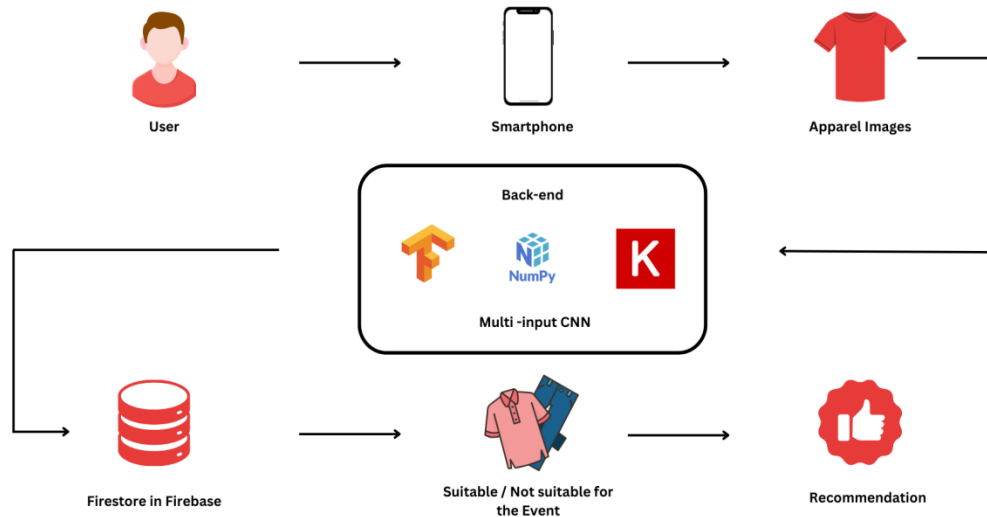 User
Smartphone
Apparel Images
Back-end
NumPy
K
Multi -input CNN
Firestore in Firebase
Suitable / Not suitable for
the Event
Recommendation